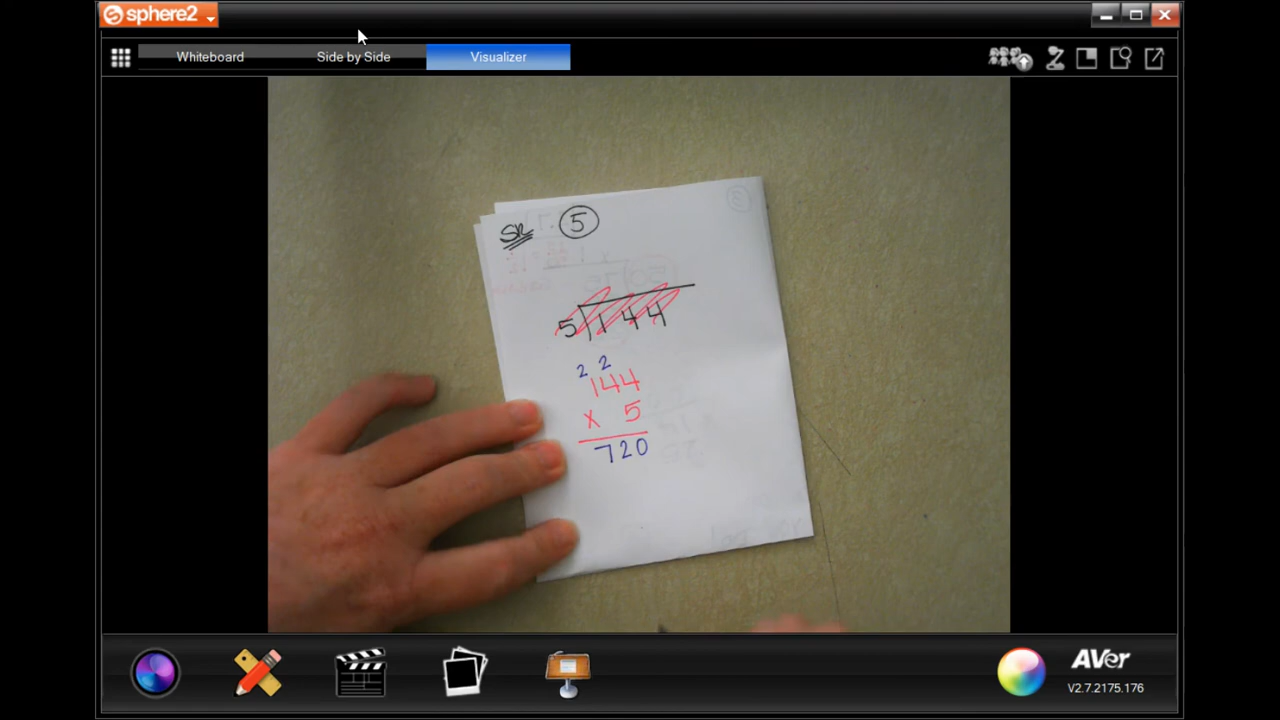 sphere2
Whiteboard Side by Side Visualizer
SR 5
5)144
2 2
144
x 5
720
AVer
V2.7.2175.176